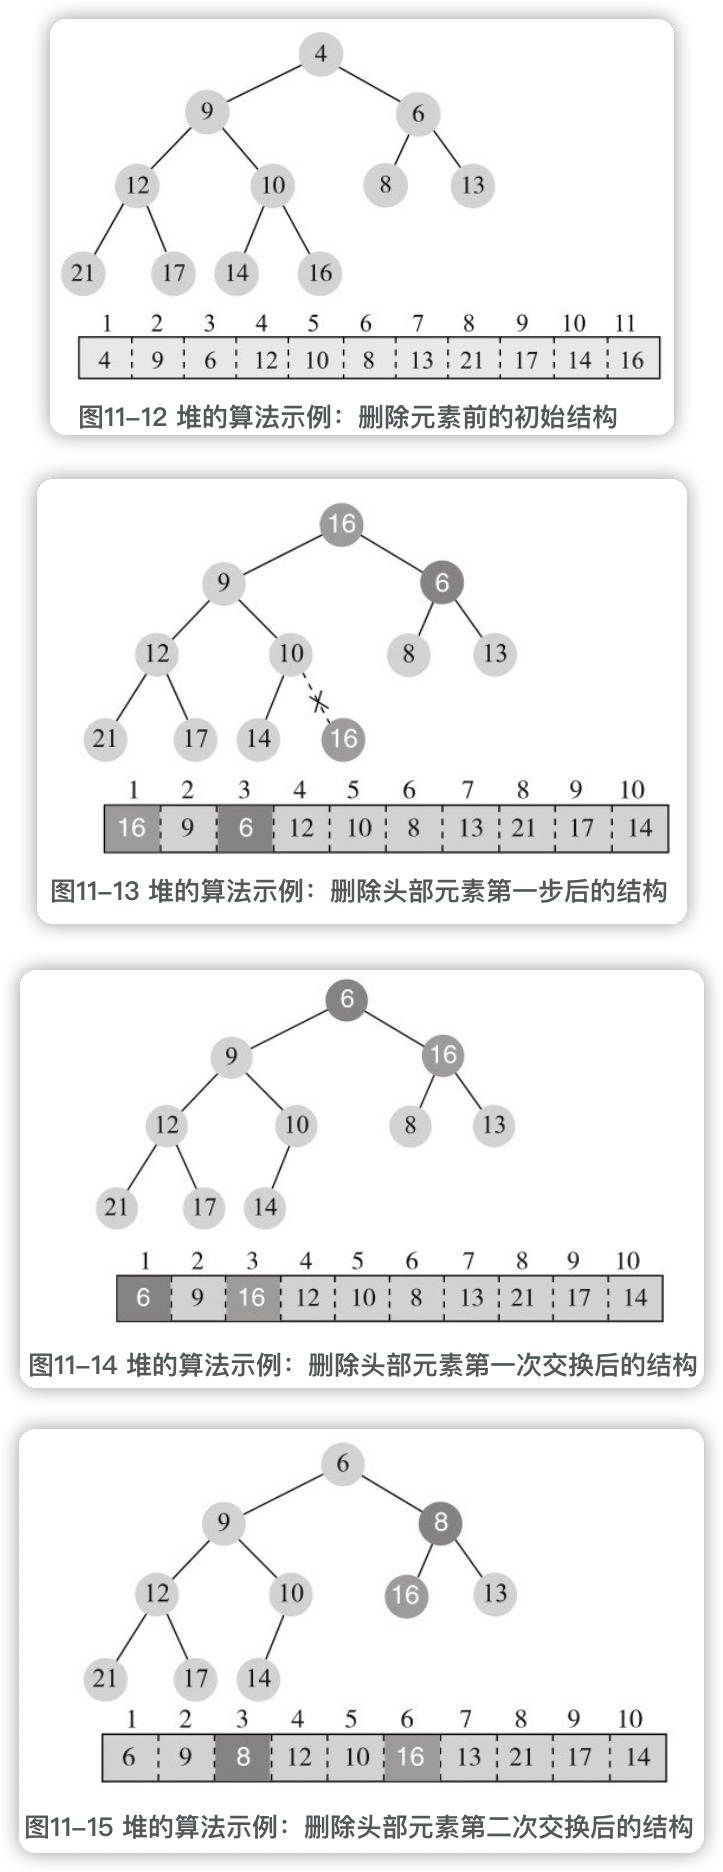 4
9 6
12 10 8 13
21 17 14 16
1 2 3 4 5 6 7 8 9 10 11
4 9 6 12 10 8 13 21 17 14 16
图11-12 堆的算法示例：删除元素前的初始结构
16
9 6
12 10 8 13
21 17 14 16
1 2 3 4 5 6 7 8 9 10
16 9 6 12 10 8 13 21 17 14
图11-13 堆的算法示例：删除头部元素第一步后的结构
6
9 16
12 10 8 13
21 17 14
1 2 3 4 5 6 7 8 9 10
6 9 16 12 10 8 13 21 17 14
图11-14 堆的算法示例：删除头部元素第一次交换后的结构
6
9 8
12 10 16 13
21 17 14
1 2 3 4 5 6 7 8 9 10
6 9 8 12 10 16 13 21 17 14
图11-15 堆的算法示例：删除头部元素第二次交换后的结构